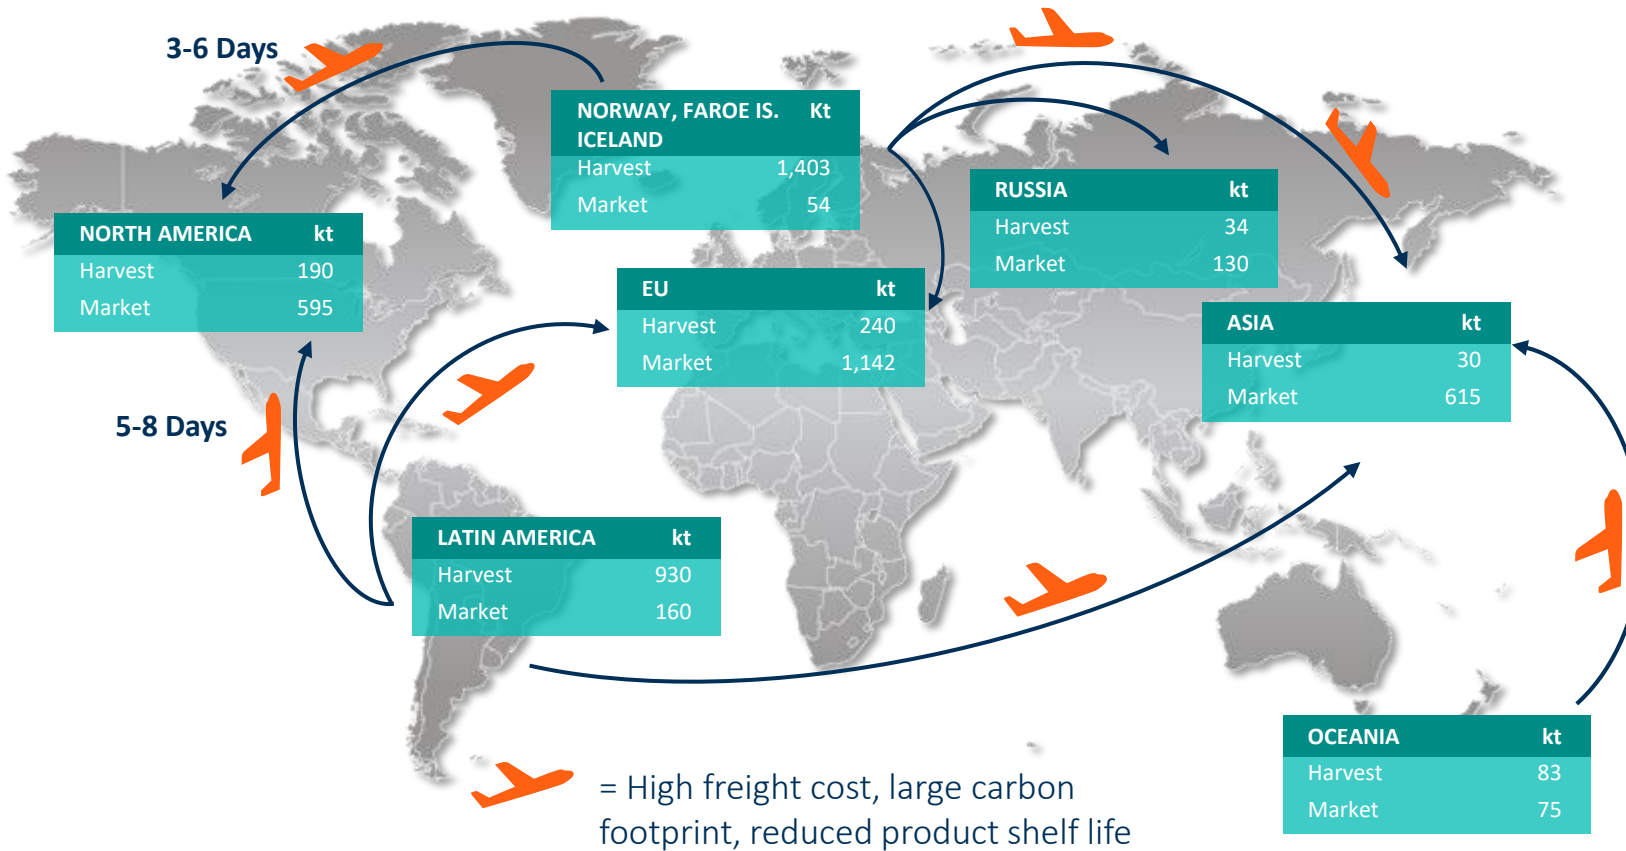 3-6 Days
NORWAY, FAROE IS. Kt
ICELAND
Harvest 1,403
Market 54
RUSSIA kt
Harvest 34
Market 130
NORTH AMERICA kt
Harvest 190
Market 595
EU kt
Harvest 240
Market 1,142
ASIA kt
Harvest 30
Market 615
5-8 Days
LATIN AMERICA kt
Harvest 930
Market 160
OCEANIA kt
Harvest 83
Market 75
= High freight cost, large carbon
footprint, reduced product shelf life